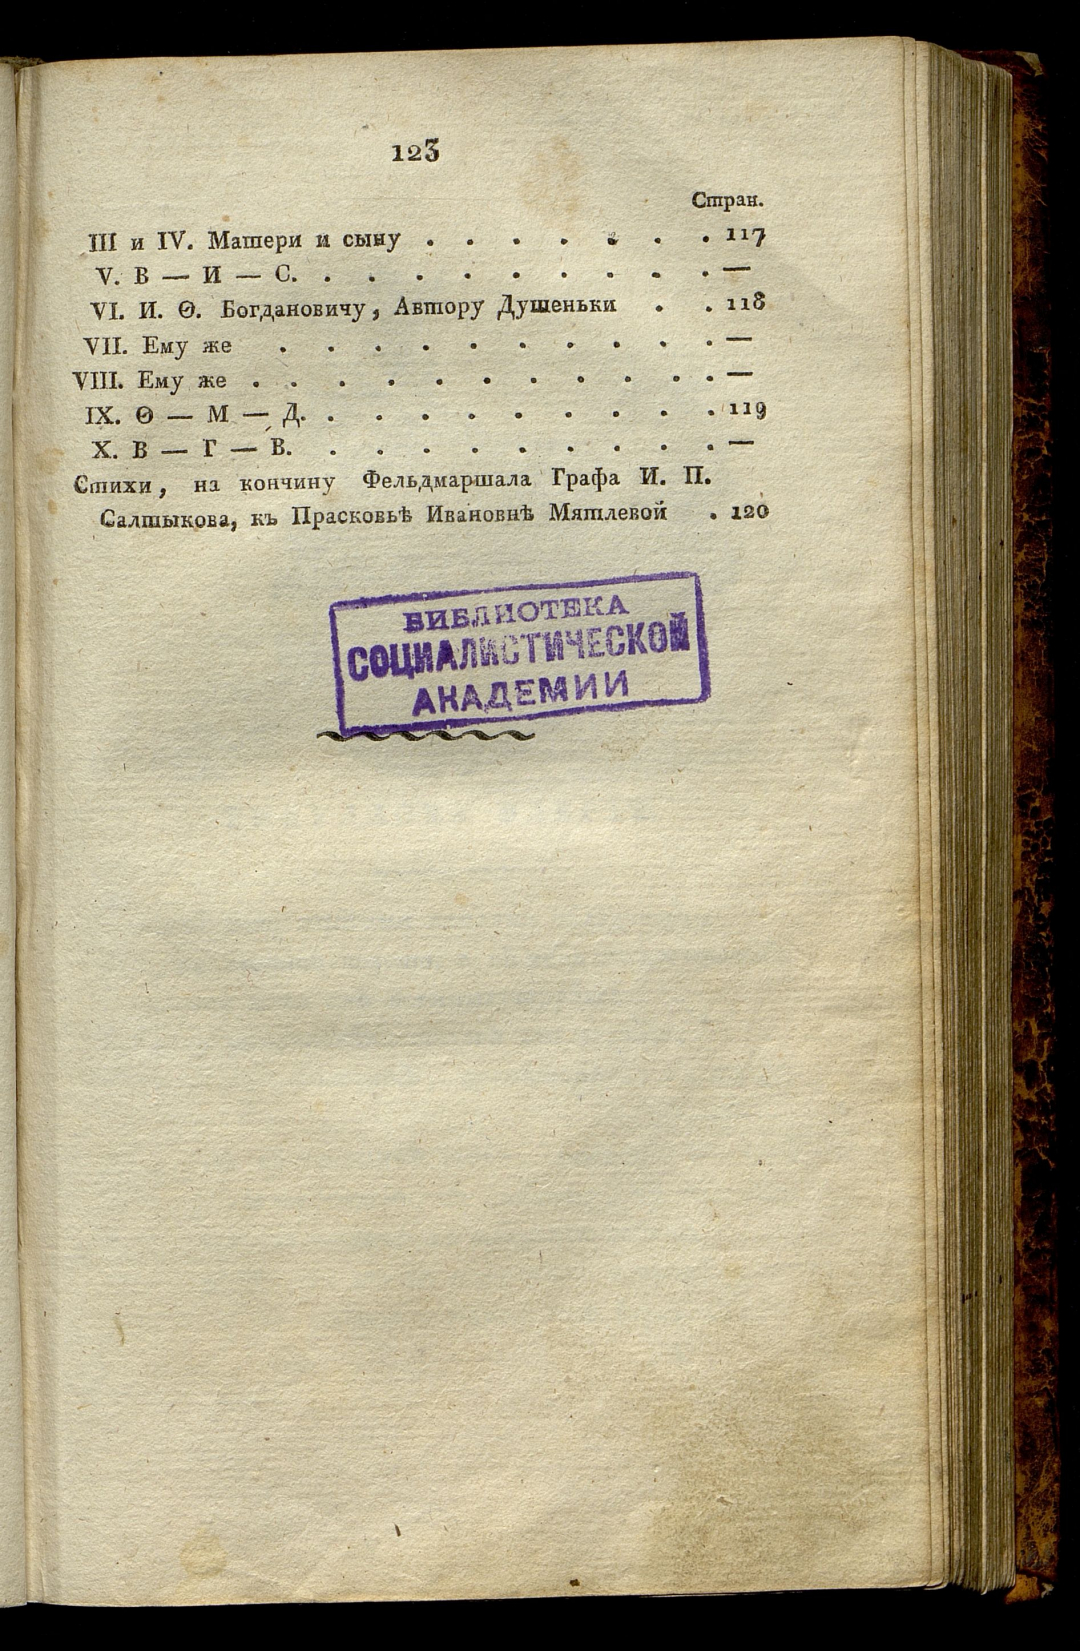 123
Стран.
III и IV. Матери и сыну . . . . . . . 117
V. В — И — С. . . . . . . . . . —
VI. И. Ѳ. Богдановичу, Автору Душеньки . . 118
VII. Ему же . . . . . . . . . . —
VIII. Ему же . . . . . . . . . . . —
IX. Ѳ — М — Д. . . . . . . . . . 119
X. В — Г — В. . . . . . . . . . —
Стихи, на кончину Фельдмаршала Графа И. П.
Салтыкова, къ Прасковьѣ Ивановнѣ Мятлевой . 120
БИБЛИОТЕКА
СОЦИАЛИСТИЧЕСКОЙ
АКАДЕМИИ